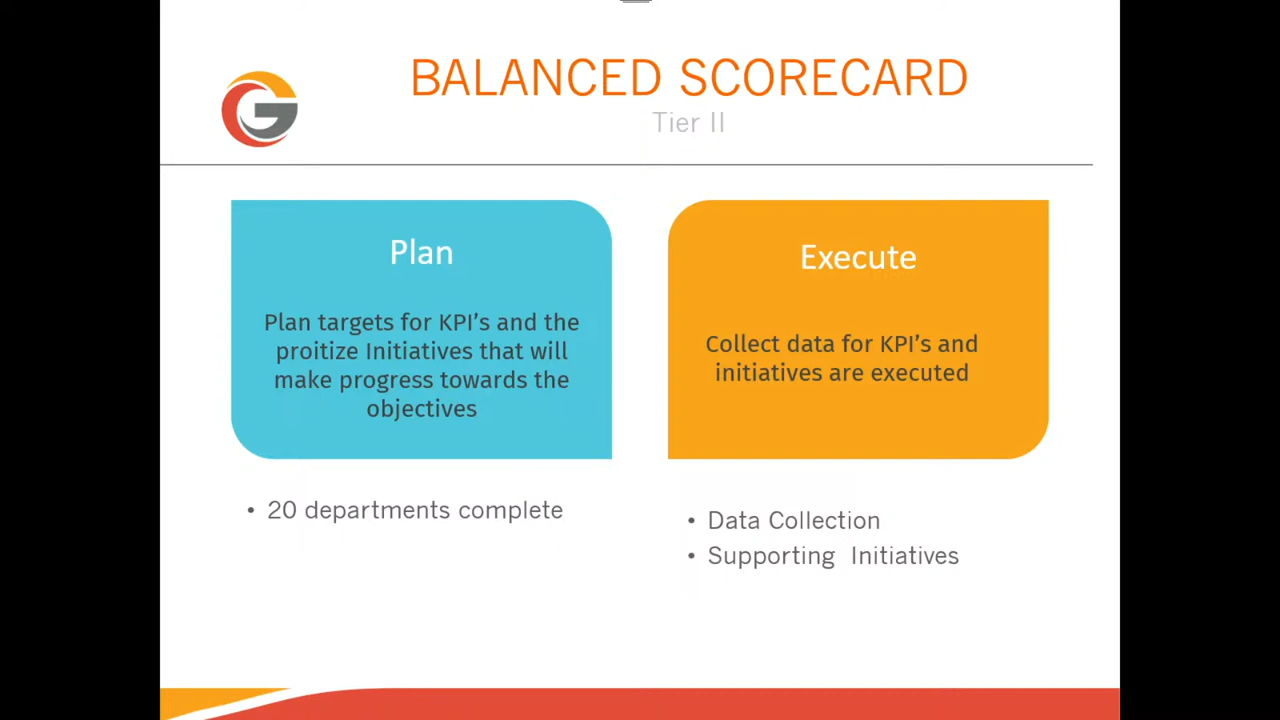 BALANCED SCORECARD
Tier II
Plan
Plan targets for KPI's and the
proitize Initiatives that will
make progress towards the
objectives
• 20 departments complete
Execute
Collect data for KPI's and
initiatives are executed
• Data Collection
• Supporting Initiatives